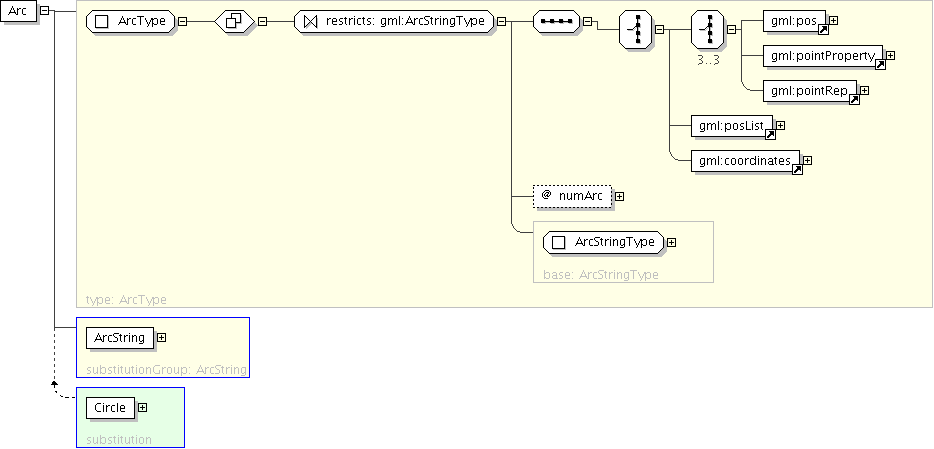 Arc
ArcType
restricts: gml:ArcStringType
gml:pos
3..3
gml:pointProperty
gml:pointRep
gml:posList
gml:coordinates
@ numArc
ArcStringType
base: ArcStringType
type: ArcType
ArcString
substitutionGroup: ArcString
Circle
substitution